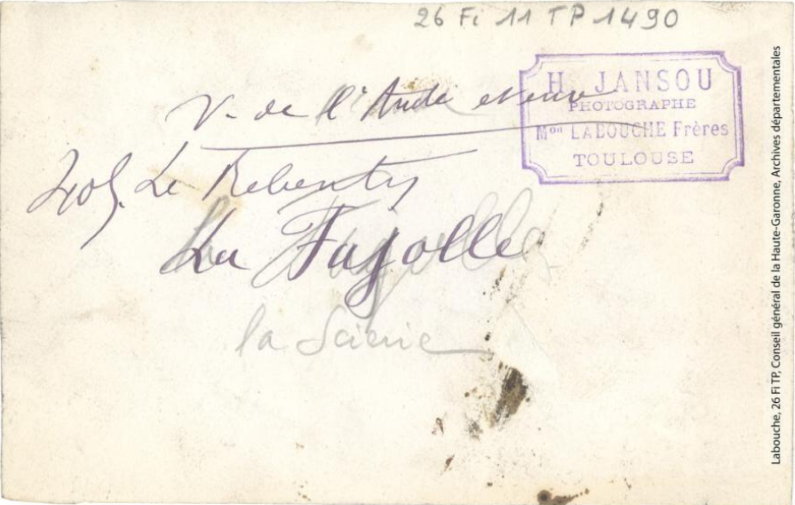 26 Fi 11 TP 1490
H. JANSOU
PHOTOGRAPHE
Mon LABOUCHE Frères
TOULOUSE
V- de l'Aude
405. Le Rebenty
La Fajolle
la Scierie
Labouche, 26 Fi TP, Conseil général de la Haute-Garonne, Archives départementales